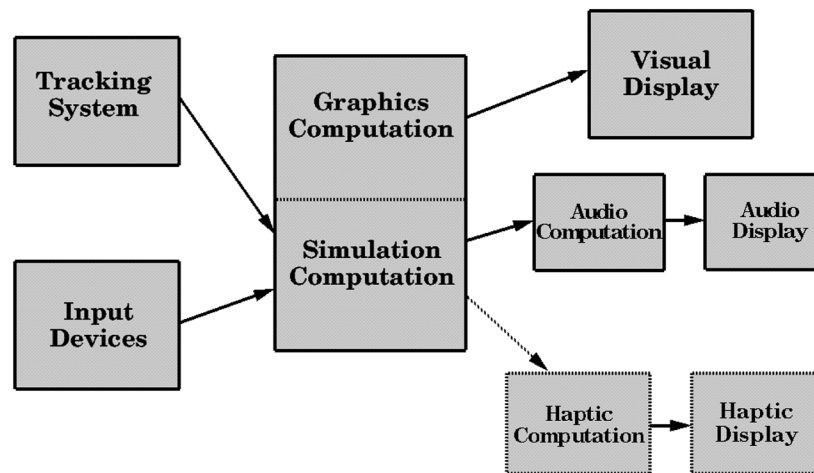 Tracking
System
Graphics
Computation
Visual
Display
Simulation
Computation
Audio
Computation
Audio
Display
Input
Devices
Haptic
Computation
Haptic
Display